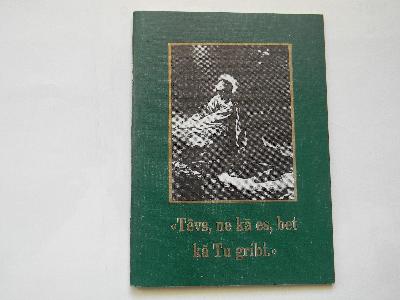 «Tēvs, ne kā es, bet
kā Tu gribi.»